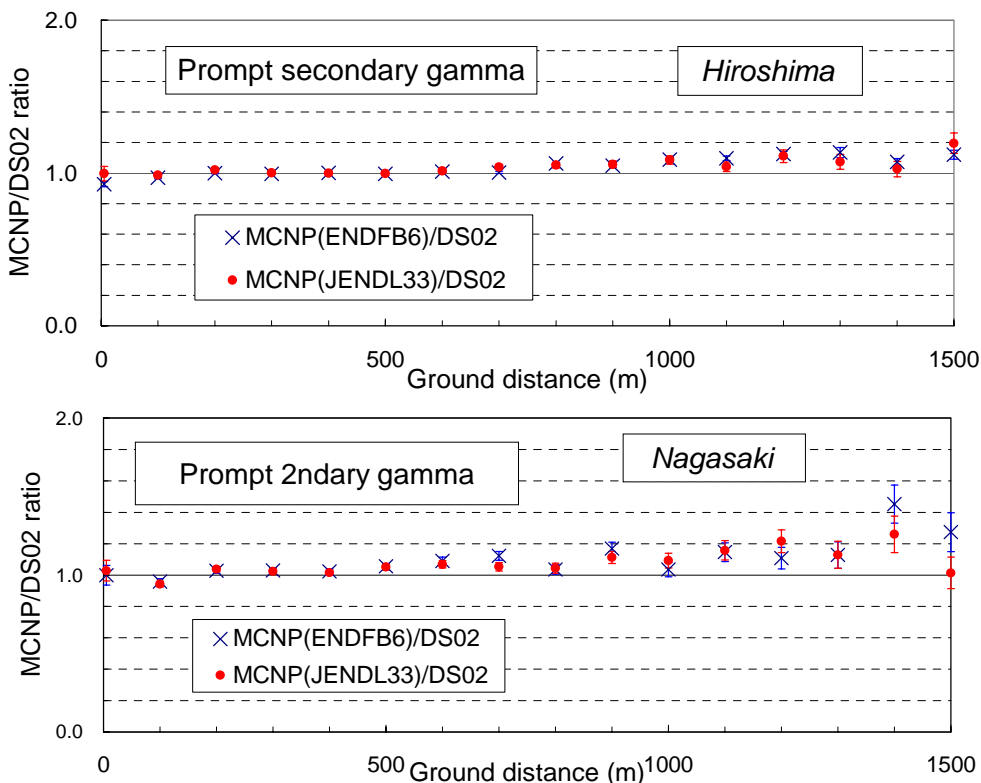 2.0
Prompt secondary gamma
Hiroshima
MCNP/DS02 ratio
1.0
MCNP(ENDFB6)/DS02
MCNP(JENDL33)/DS02
0.0
0 500 1000 1500
Ground distance (m)
2.0
Prompt 2ndary gamma
Nagasaki
MCNP/DS02 ratio
1.0
MCNP(ENDFB6)/DS02
MCNP(JENDL33)/DS02
0.0
0 500 1000 1500
Ground distance (m)